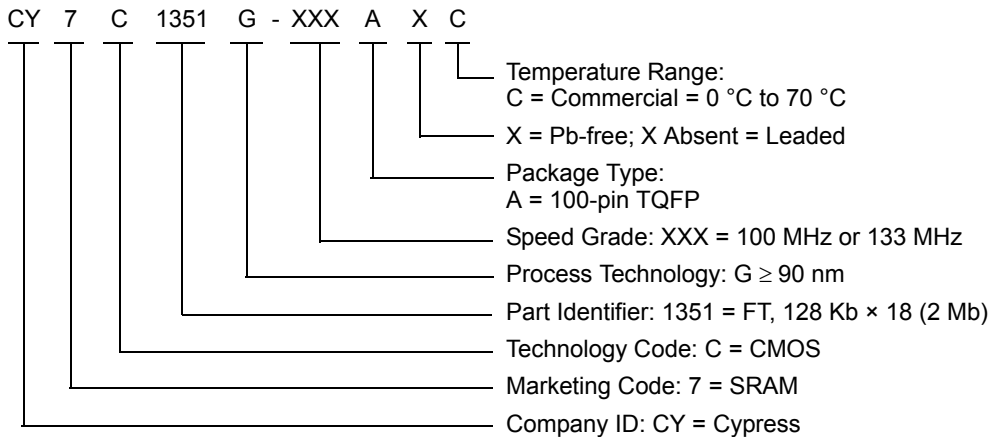 CY 7 C 1351 G - XXX A X C
Temperature Range:
C = Commercial = 0 °C to 70 °C
X = Pb-free; X Absent = Leaded
Package Type:
A = 100-pin TQFP
Speed Grade: XXX = 100 MHz or 133 MHz
Process Technology: G ≥ 90 nm
Part Identifier: 1351 = FT, 128 Kb × 18 (2 Mb)
Technology Code: C = CMOS
Marketing Code: 7 = SRAM
Company ID: CY = Cypress